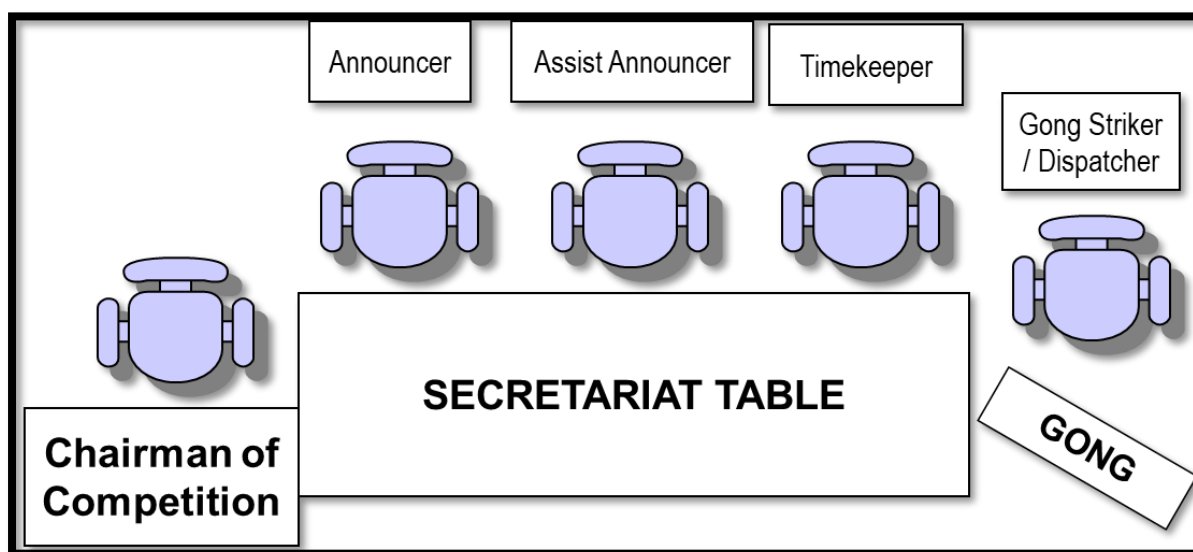 Announcer
Assist Announcer
Timekeeper
Gong Striker
/ Dispatcher
SECRETARIAT TABLE
Chairman of
Competition
GONG